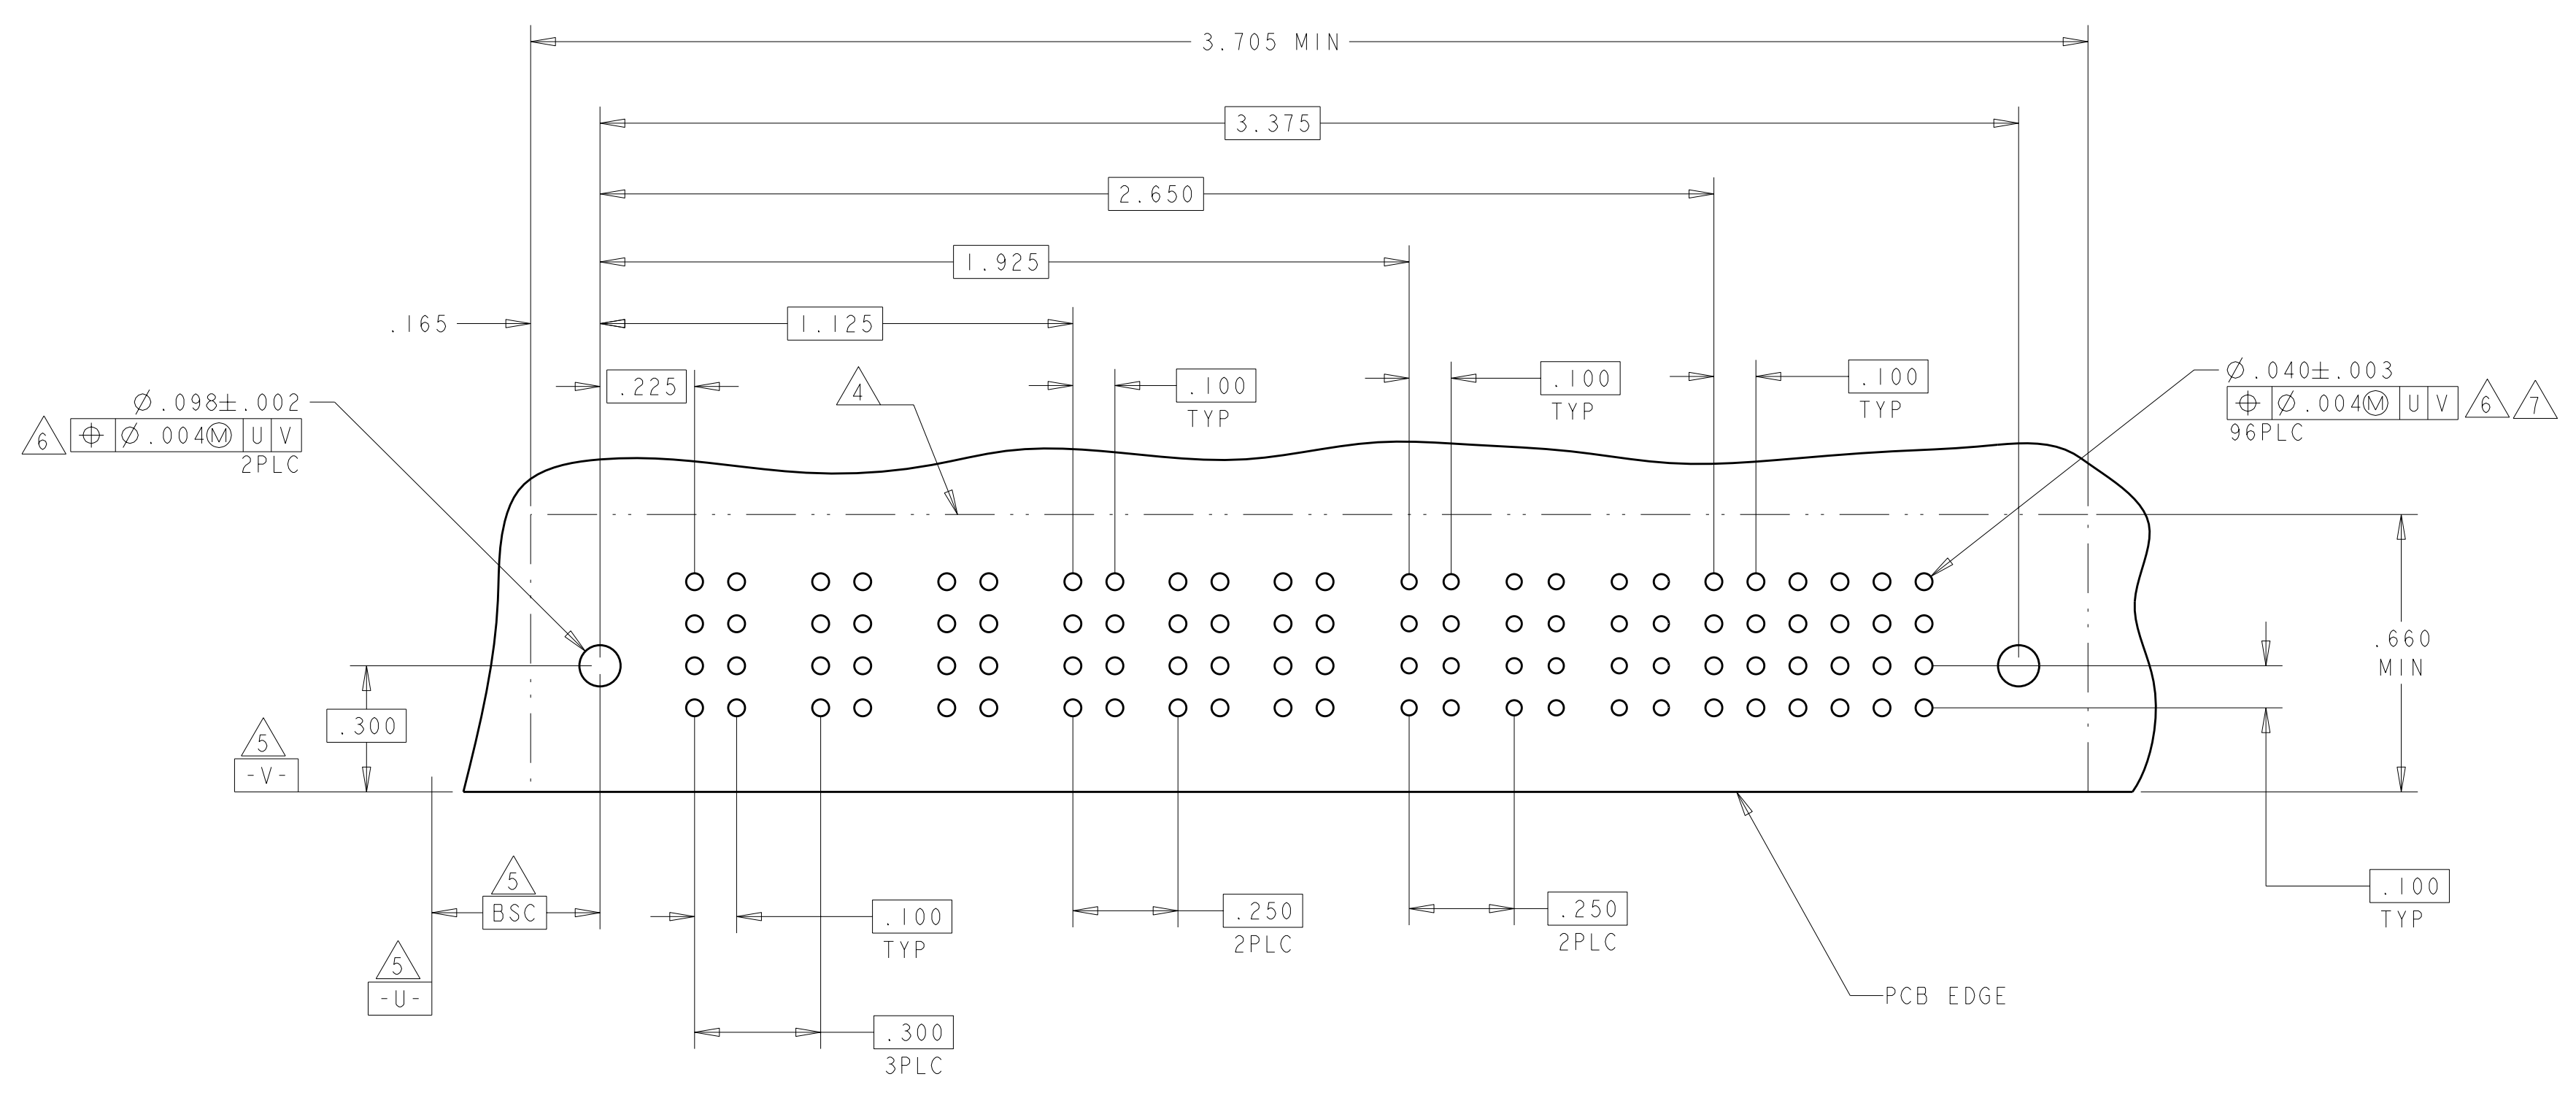 3.705 MIN
3.375
2.650
1.925
.165
1.125
.225
4
.100
TYP
.100
TYP
.100
TYP
Ø.098±.002
6
⌖ Ø.004Ⓜ U V
2PLC
Ø.040±.003
⌖ Ø.004Ⓜ U V
6
7
96PLC
.660
MIN
.300
5
-V-
5
BSC
5
-U-
.100
TYP
.300
3PLC
.250
2PLC
.250
2PLC
.100
TYP
PCB EDGE